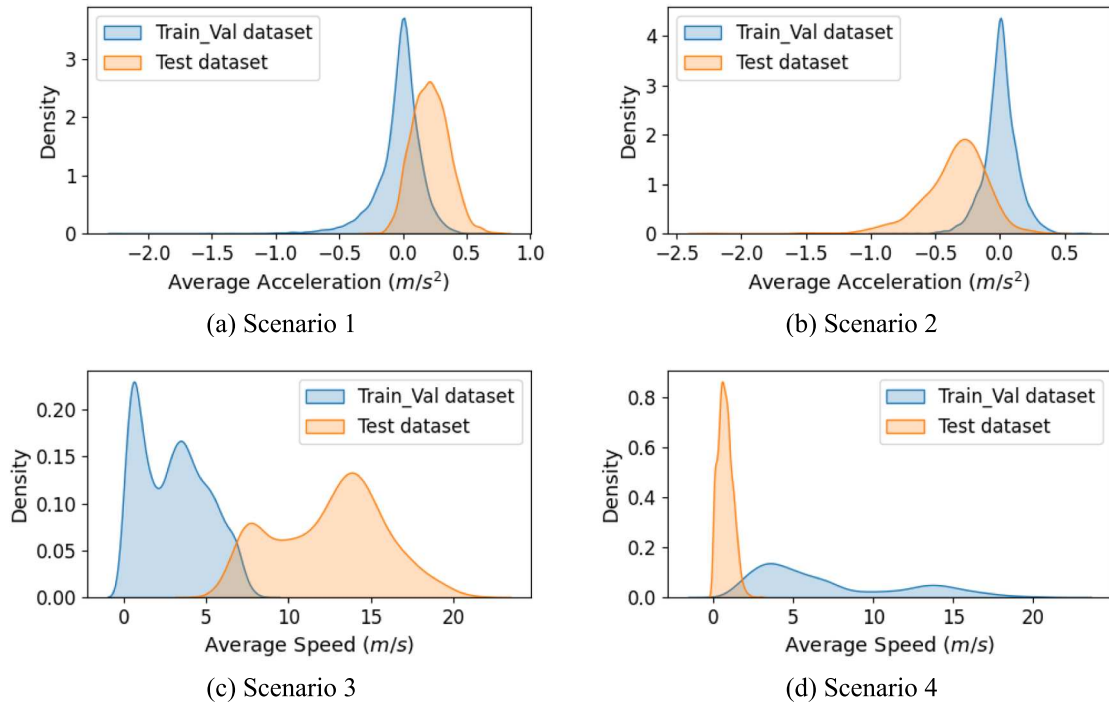 Train_Val dataset
Test dataset
Density
3
2
1
0
−2.0 −1.5 −1.0 −0.5 0.0 0.5 1.0
Average Acceleration (m/s²)
(a) Scenario 1
Train_Val dataset
Test dataset
Density
4
3
2
1
0
−2.5 −2.0 −1.5 −1.0 −0.5 0.0 0.5
Average Acceleration (m/s²)
(b) Scenario 2
Train_Val dataset
Test dataset
Density
0.20
0.15
0.10
0.05
0.00
0 5 10 15 20
Average Speed (m/s)
(c) Scenario 3
Train_Val dataset
Test dataset
Density
0.8
0.6
0.4
0.2
0.0
0 5 10 15 20
Average Speed (m/s)
(d) Scenario 4